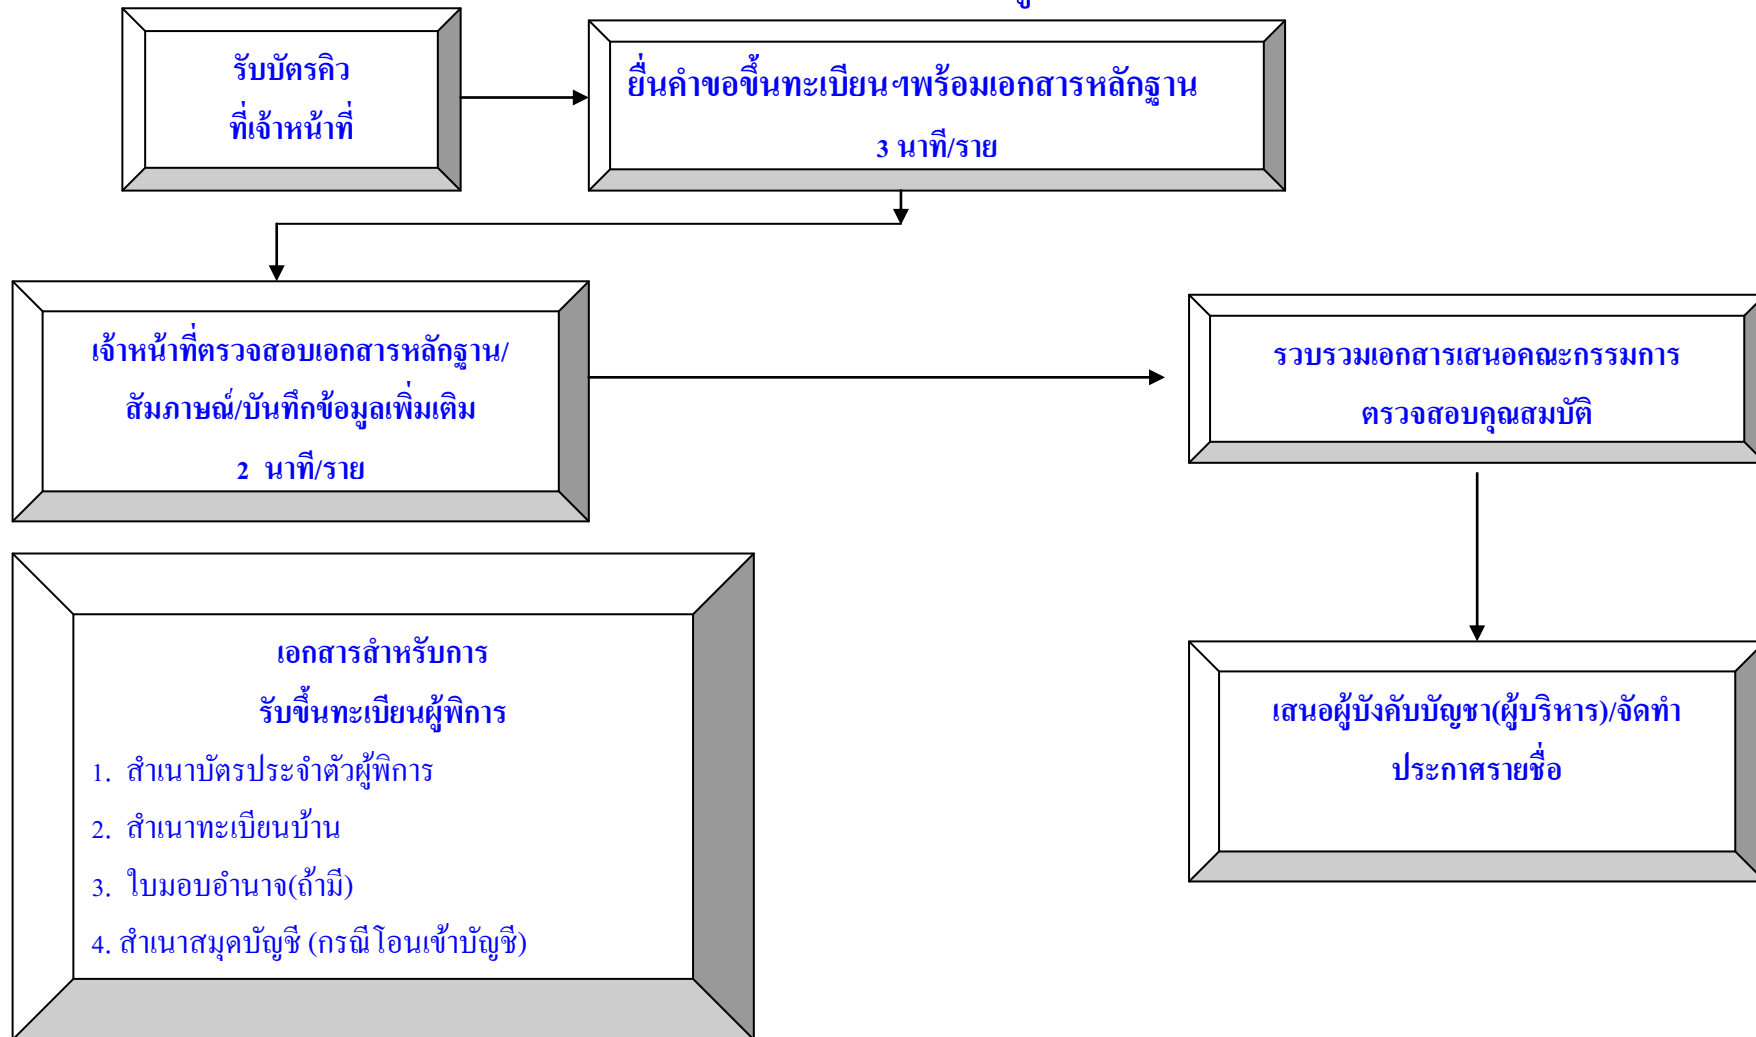 รับบัตรคิว
ที่เจ้าหน้าที่
ยื่นคำขอขึ้นทะเบียนฯพร้อมเอกสารหลักฐาน
3 นาที/ราย
เจ้าหน้าที่ตรวจสอบเอกสารหลักฐาน/
สัมภาษณ์/บันทึกข้อมูลเพิ่มเติม
2 นาที/ราย
รวบรวมเอกสารเสนอคณะกรรมการ
ตรวจสอบคุณสมบัติ
เสนอผู้บังคับบัญชา(ผู้บริหาร)/จัดทำ
ประกาศรายชื่อ
เอกสารสำหรับการ
รับขึ้นทะเบียนผู้พิการ
1. สำเนาบัตรประจำตัวผู้พิการ
2. สำเนาทะเบียนบ้าน
3. ใบมอบอำนาจ(ถ้ามี)
4. สำเนาสมุดบัญชี (กรณีโอนเข้าบัญชี)